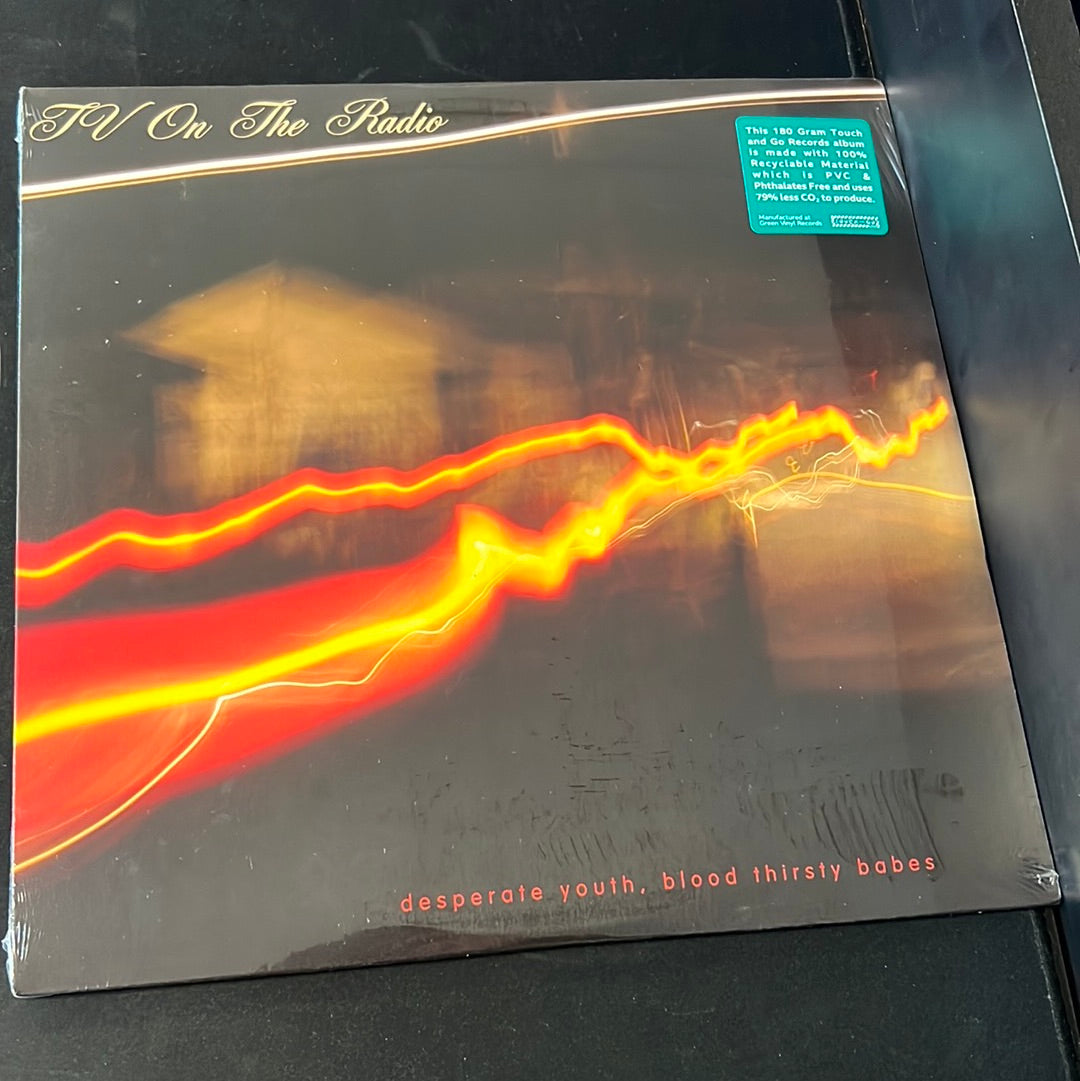 TV On The Radio
This 180 Gram Touch
and Go Records album
is made with 100%
Recyclable Material
which is PVC &
Phthalates Free and uses
79% less CO₂ to produce.
Manufactured at
Green Vinyl Records
desperate youth, blood thirsty babes